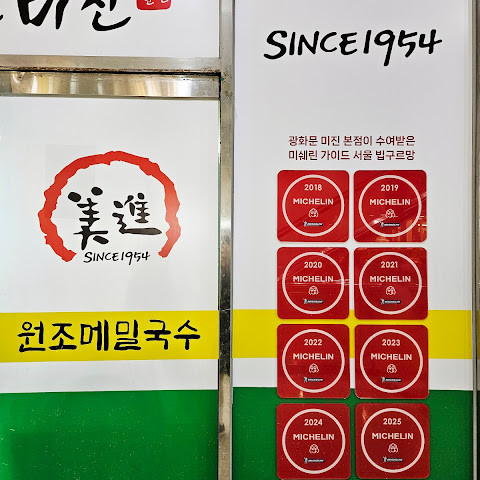 미진
SINCE1954
광화문 미진 본점이 수여받은
미쉐린 가이드 서울 빕구르망
美進
SINCE1954
원조메밀국수
2018
MICHELIN
2019
MICHELIN
2020
MICHELIN
2021
MICHELIN
2022
MICHELIN
2023
MICHELIN
2024
MICHELIN
2025
MICHELIN